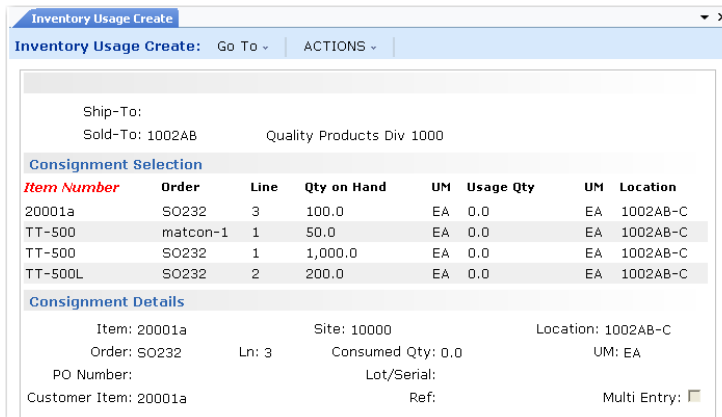 Inventory Usage Create
Inventory Usage Create: Go To ACTIONS
Ship-To:
Sold-To: 1002AB Quality Products Div 1000
Consignment Selection
Item Number Order Line Qty on Hand UM Usage Qty UM Location
20001a SO232 3 100.0 EA 0.0 EA 1002AB-C
TT-500 matcon-1 1 50.0 EA 0.0 EA 1002AB-C
TT-500 SO232 1 1,000.0 EA 0.0 EA 1002AB-C
TT-500L SO232 2 200.0 EA 0.0 EA 1002AB-C
Consignment Details
Item: 20001a Site: 10000 Location: 1002AB-C
Order: SO232 Ln: 3 Consumed Qty: 0.0 UM: EA
PO Number: Lot/Serial:
Customer Item: 20001a Ref: Multi Entry: